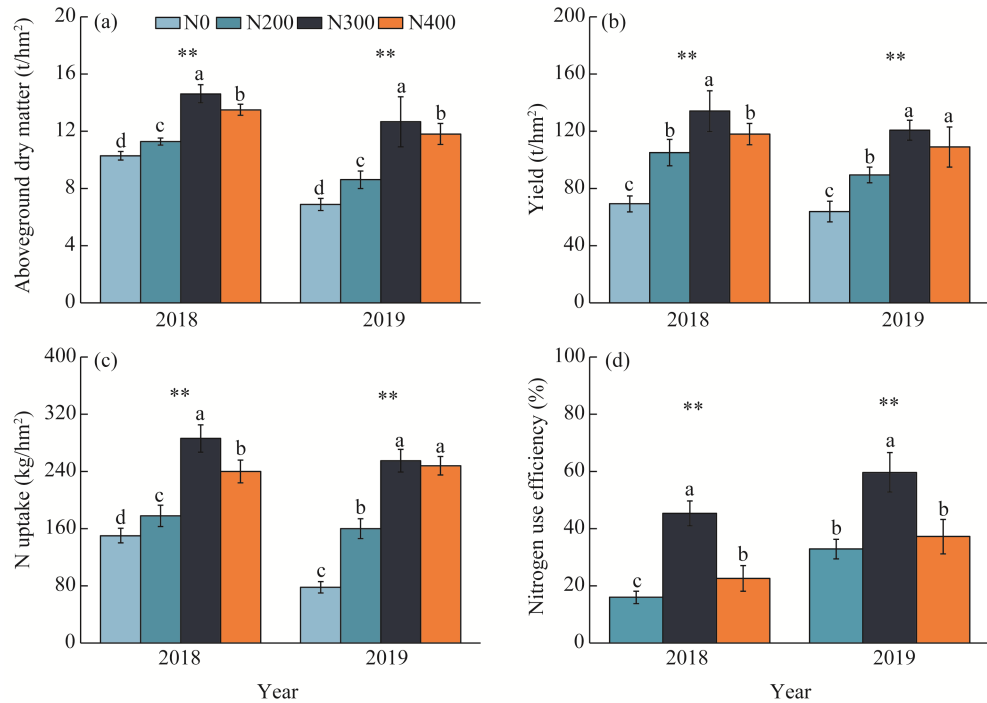 (a)
N0 N200 N300 N400
20
16
12
8
4
0
Aboveground dry matter (t/hm²)
**
d c a b
**
d c a b
2018 2019
(b)
200
160
120
80
40
0
Yield (t/hm²)
**
c b a b
**
c b a a
2018 2019
(c)
400
320
240
160
80
0
N uptake (kg/hm²)
**
d c a b
**
c b a a
2018 2019
Year
(d)
100
80
60
40
20
0
Nitrogen use efficiency (%)
**
c a b
**
b a b
2018 2019
Year